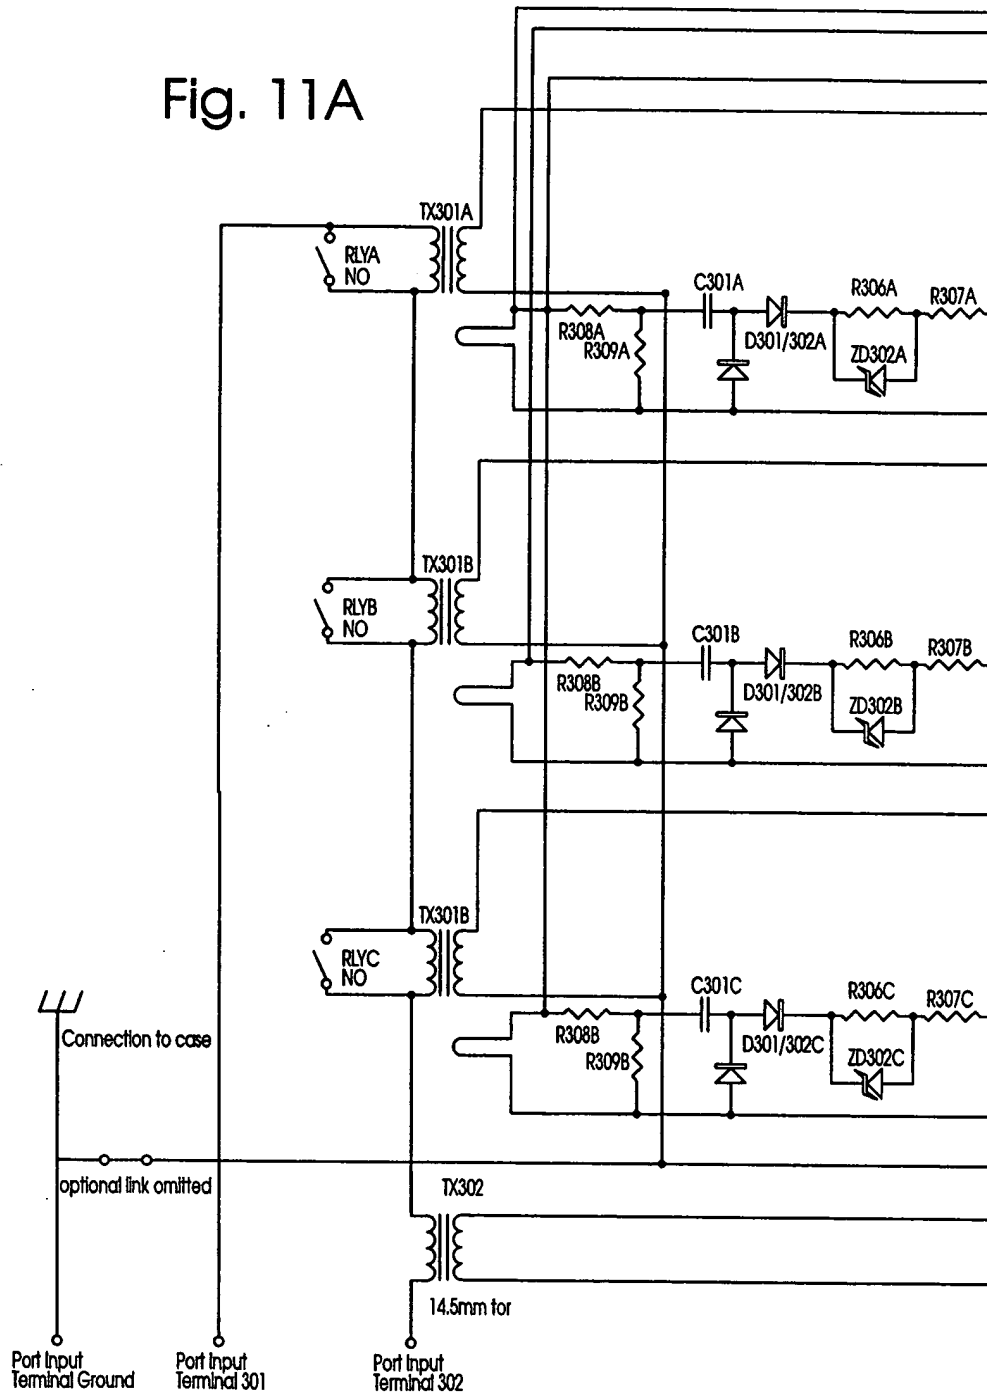 Fig. 11A
TX301A
RLYA
NO
C301A
R306A
R307A
R308A
R309A
D301/302A
ZD302A
TX301B
RLYB
NO
C301B
R306B
R307B
R308B
R309B
D301/302B
ZD302B
TX301B
RLYC
NO
C301C
R306C
R307C
R308B
R309B
D301/302C
ZD302C
Connection to case
optional link omitted
TX302
14.5mm tor
Port Input
Terminal Ground
Port Input
Terminal 301
Port Input
Terminal 302